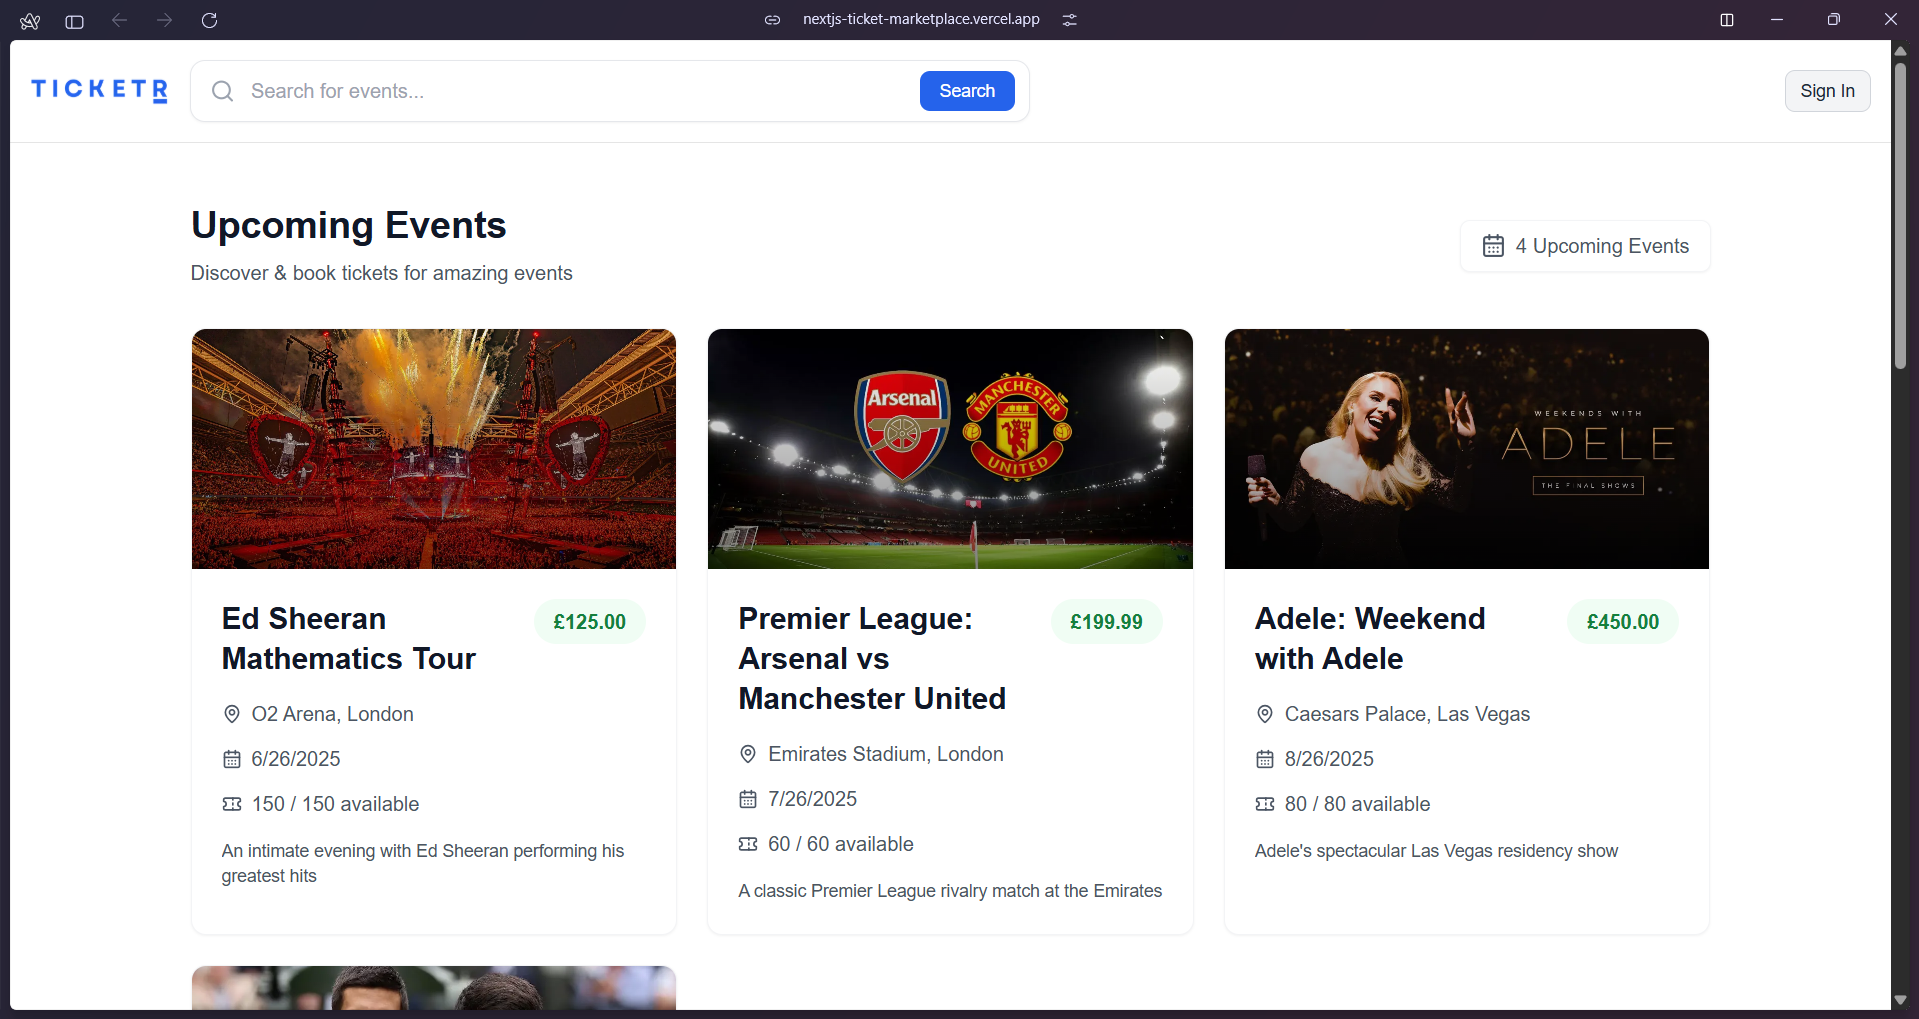 nextjs-ticket-marketplace.vercel.app
TICKETR
Search for events...
Search
Sign In
Upcoming Events
Discover & book tickets for amazing events
4 Upcoming Events
Arsenal
MANCHESTER
UNITED
WEEKENDS WITH
ADELE
THE FINAL SHOWS
Ed Sheeran
Mathematics Tour
£125.00
O2 Arena, London
6/26/2025
150 / 150 available
An intimate evening with Ed Sheeran performing his
greatest hits
Premier League:
Arsenal vs
Manchester United
£199.99
Emirates Stadium, London
7/26/2025
60 / 60 available
A classic Premier League rivalry match at the Emirates
Adele: Weekend
with Adele
£450.00
Caesars Palace, Las Vegas
8/26/2025
80 / 80 available
Adele's spectacular Las Vegas residency show